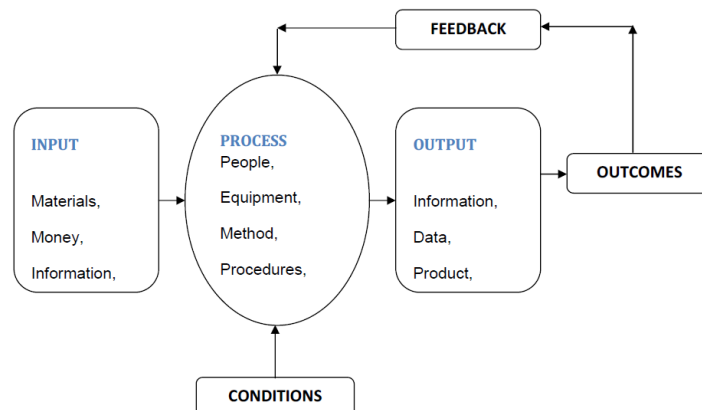 FEEDBACK
INPUT
Materials,
Money,
Information,
PROCESS
People,
Equipment,
Method,
Procedures,
OUTPUT
Information,
Data,
Product,
OUTCOMES
CONDITIONS